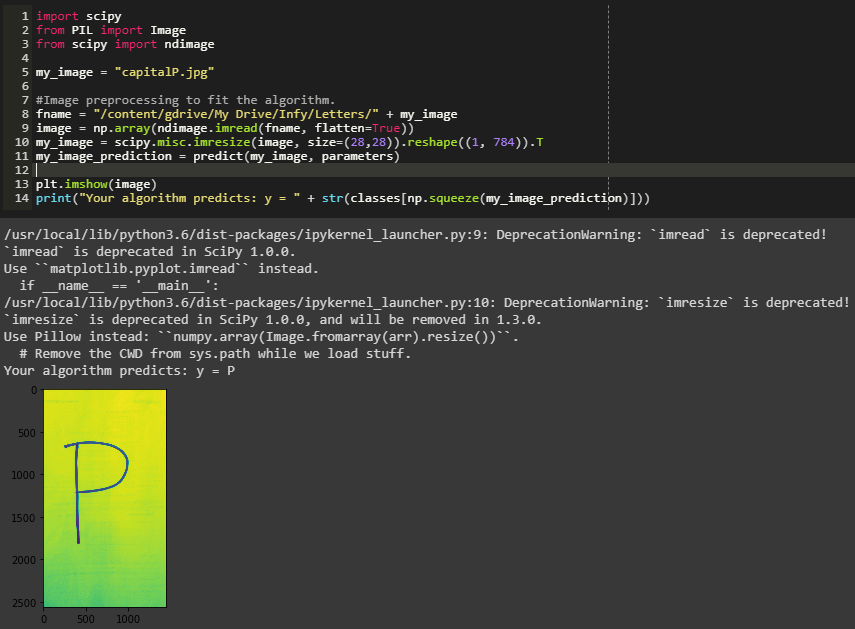 1 import scipy
2 from PIL import Image
3 from scipy import ndimage
4
5 my_image = "capitalP.jpg"
6
7 #Image preprocessing to fit the algorithm.
8 fname = "/content/gdrive/My Drive/Infy/Letters/" + my_image
9 image = np.array(ndimage.imread(fname, flatten=True))
10 my_image = scipy.misc.imresize(image, size=(28,28)).reshape((1, 784)).T
11 my_image_prediction = predict(my_image, parameters)
12
13 plt.imshow(image)
14 print("Your algorithm predicts: y = " + str(classes[np.squeeze(my_image_prediction)]))
/usr/local/lib/python3.6/dist-packages/ipykernel_launcher.py:9: DeprecationWarning: `imread` is deprecated!
`imread` is deprecated in SciPy 1.0.0.
Use ``matplotlib.pyplot.imread`` instead.
  if __name__ == '__main__':
/usr/local/lib/python3.6/dist-packages/ipykernel_launcher.py:10: DeprecationWarning: `imresize` is deprecated!
`imresize` is deprecated in SciPy 1.0.0, and will be removed in 1.3.0.
Use Pillow instead: ``numpy.array(Image.fromarray(arr).resize())``.
  # Remove the CWD from sys.path while we load stuff.
Your algorithm predicts: y = P
0
500
P
1000
1500
2000
2500
0 500 1000